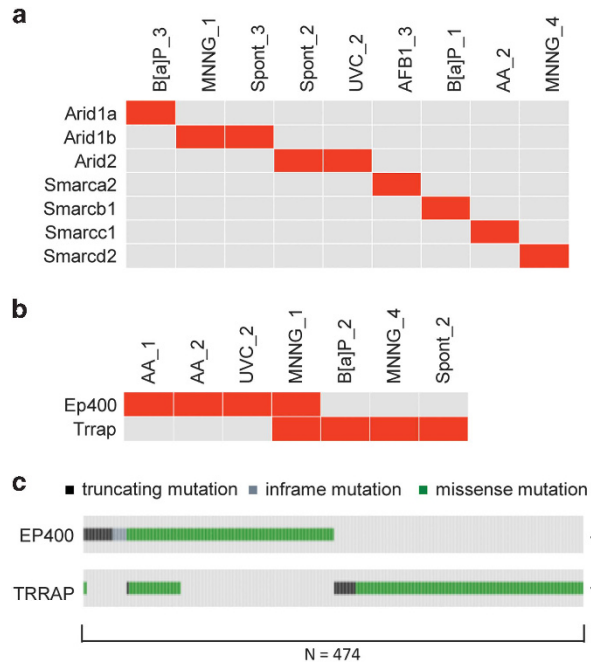 a
B[a]P_3 MNNG_1 Spont_3 Spont_2 UVC_2 AFB1_3 B[a]P_1 AA_2 MNNG_4
Arid1a
Arid1b
Arid2
Smarca2
Smarcb1
Smarcc1
Smarcd2
b
AA_1 AA_2 UVC_2 MNNG_1 B[a]P_2 MNNG_4 Spont_2
Ep400
Trrap
c
truncating mutation inframe mutation missense mutation
EP400
TRRAP
N = 474